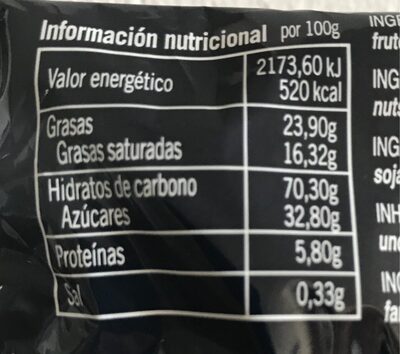 Información nutricional por 100g
Valor energético 2173,60 kJ
520 kcal
Grasas 23,90g
Grasas saturadas 16,32g
Hidratos de carbono 70,30g
Azúcares 32,80g
Proteínas 5,80g
Sal 0,33g